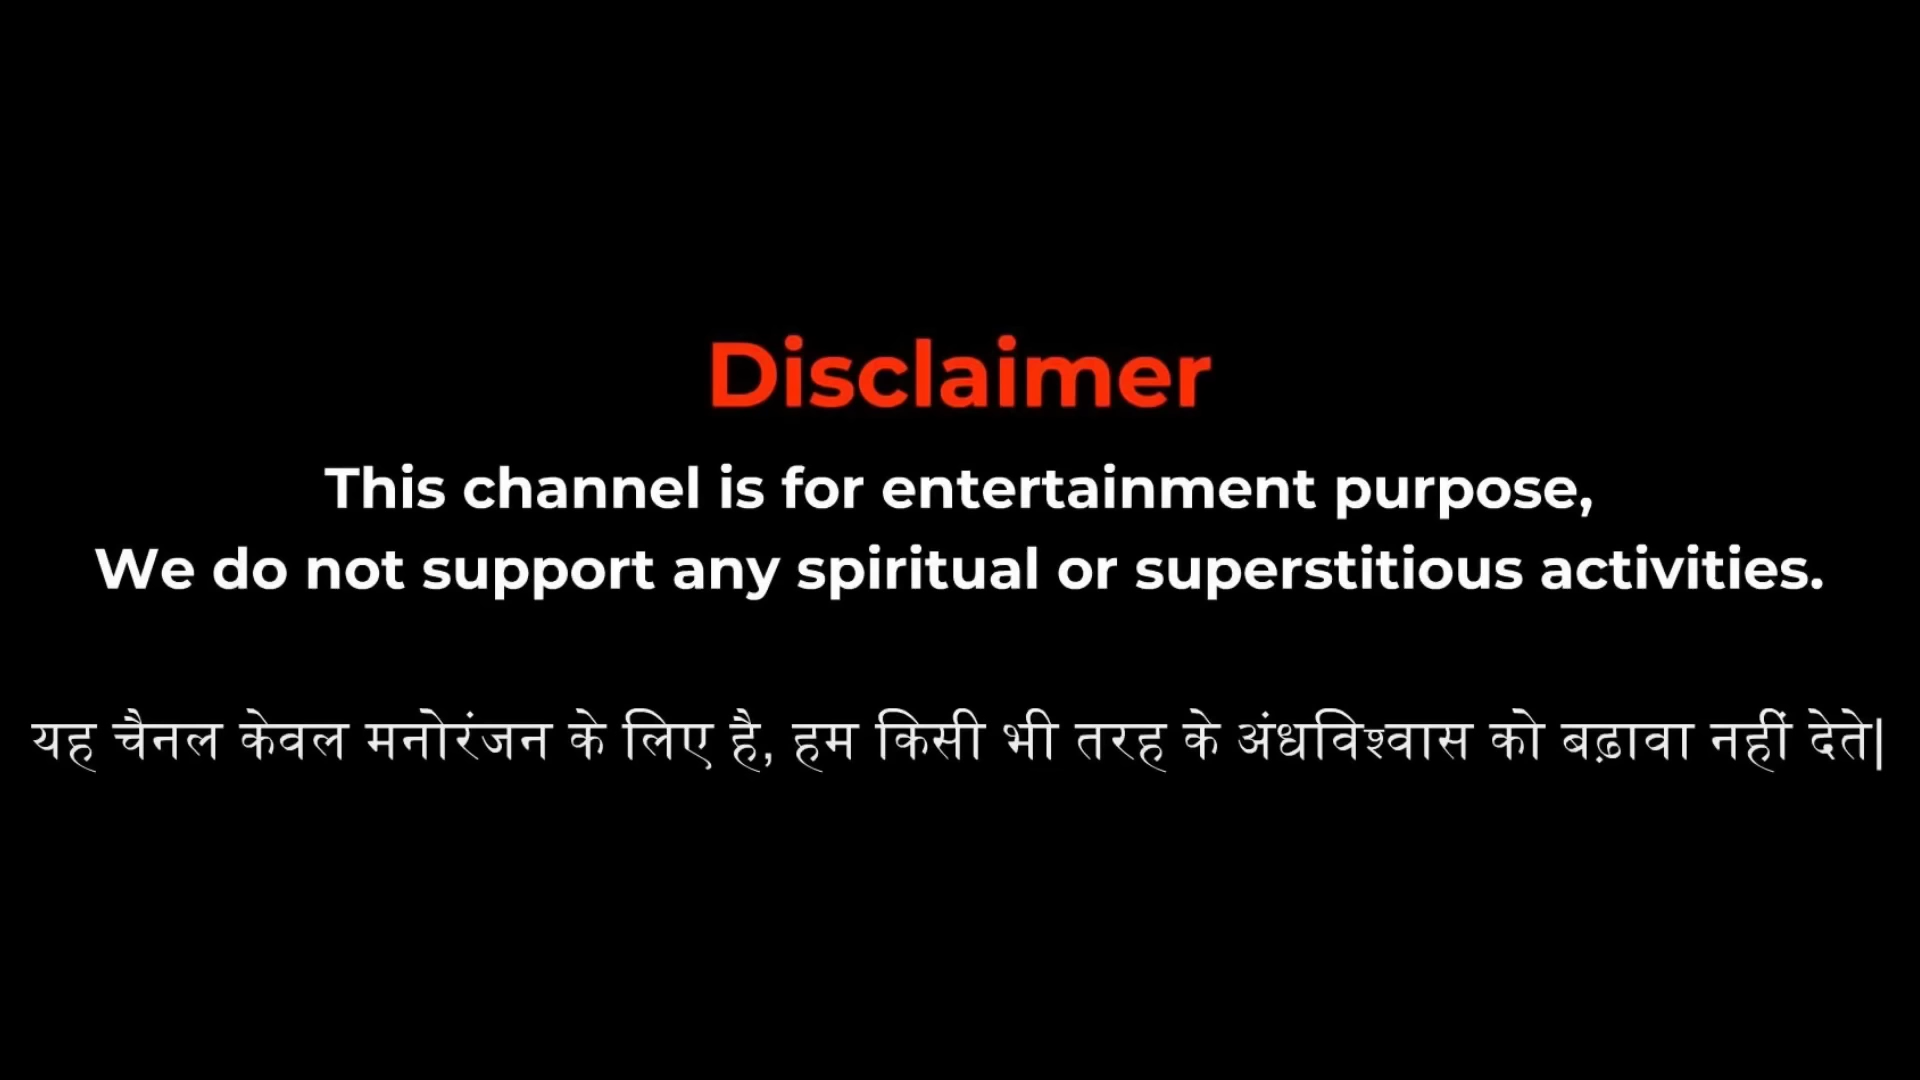 Disclaimer
This channel is for entertainment purpose,
We do not support any spiritual or superstitious activities.
यह चैनल केवल मनोरंजन के लिए है, हम किसी भी तरह के अंधविश्वास को बढ़ावा नहीं देते|